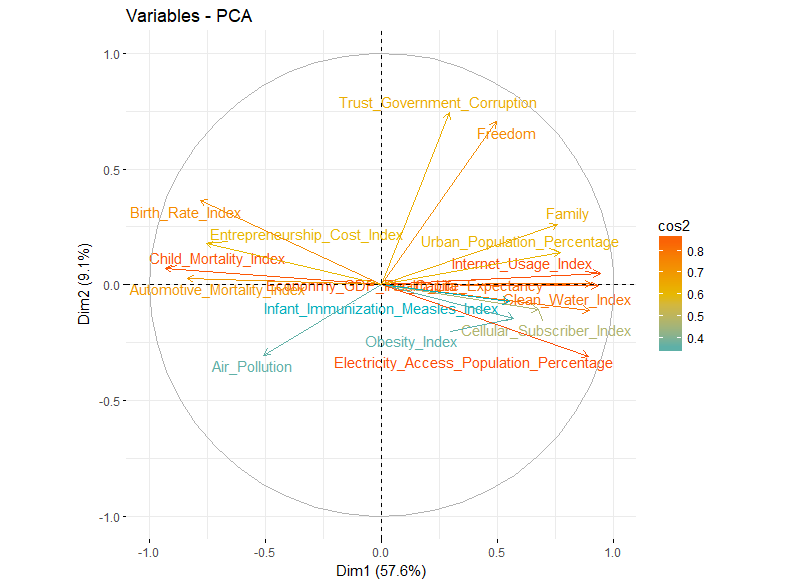 Variables - PCA
1.0
Trust_Government_Corruption
Freedom
0.5
Birth_Rate_Index
Family
Entrepreneurship_Cost_Index
Urban_Population_Percentage
cos2
Child_Mortality_Index
Internet_Usage_Index
0.8
0.7
0.6
0.5
0.4
Dim2 (9.1%)
0.0
Automotive_Mortality_Index
Expectancy
Clean_Water_Index
Infant_Immunization_Measles_Index
Cellular_Subscriber_Index
Obesity_Index
Air_Pollution
Electricity_Access_Population_Percentage
-0.5
-1.0
-1.0
-0.5
0.0
0.5
1.0
Dim1 (57.6%)